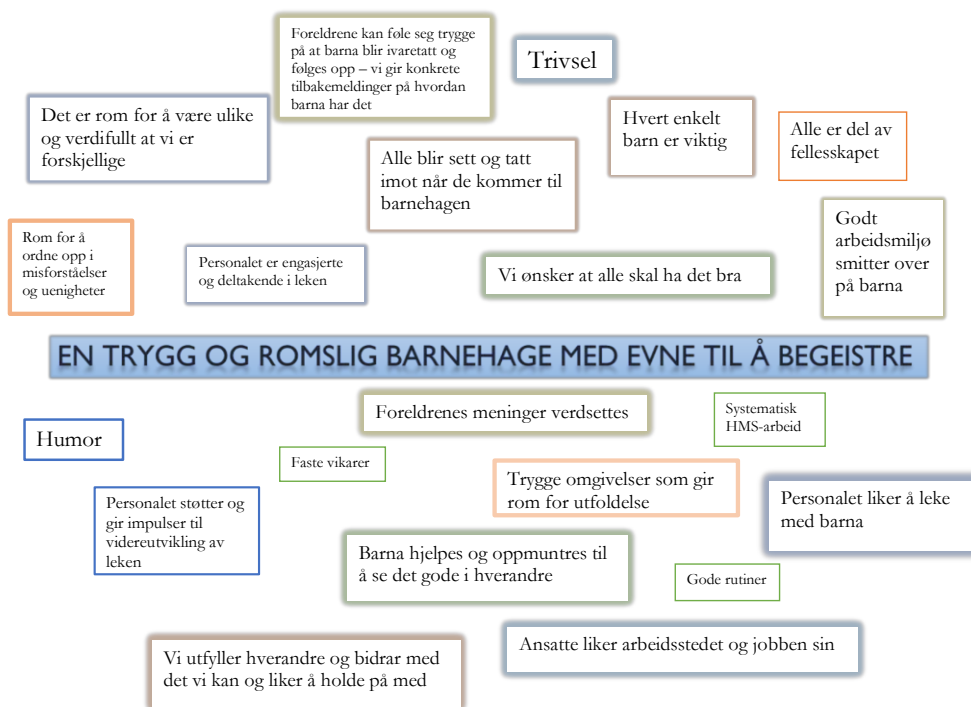 Foreldrene kan føle seg trygge
på at barna blir ivaretatt og
følges opp – vi gir konkrete
tilbakemeldinger på hvordan
barna har det
Trivsel
Det er rom for å være ulike
og verdifullt at vi er
forskjellige
Hvert enkelt
barn er viktig
Alle er del av
fellesskapet
Alle blir sett og tatt
imot når de kommer til
barnehagen
Rom for å
ordne opp i
misforståelser
og uenigheter
Personalet er engasjerte
og deltakende i leken
Vi ønsker at alle skal ha det bra
Godt
arbeidsmiljø
smitter over
på barna
EN TRYGG OG ROMSLIG BARNEHAGE MED EVNE TIL Å BEGEISTRE
Foreldrenes meninger verdsettes
Systematisk
HMS-arbeid
Humor
Faste vikarer
Trygge omgivelser som gir
rom for utfoldelse
Personalet liker å leke
med barna
Personalet støtter og
gir impulser til
videreutvikling av
leken
Barna hjelpes og oppmuntres til
å se det gode i hverandre
Gode rutiner
Ansatte liker arbeidsstedet og jobben sin
Vi utfyller hverandre og bidrar med
det vi kan og liker å holde på med